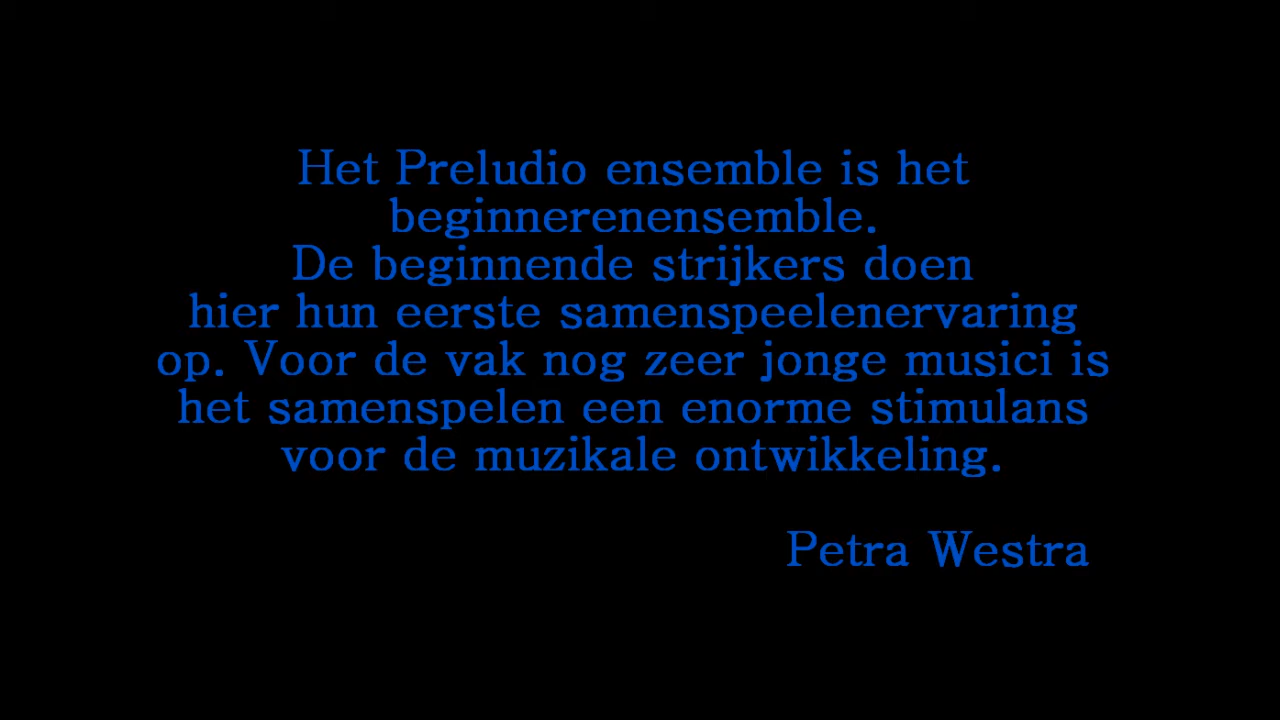 Het Preludio ensemble is het
beginnerenensemble.
De beginnende strijkers doen
hier hun eerste samenspeelenervaring
op. Voor de vak nog zeer jonge musici is
het samenspelen een enorme stimulans
voor de muzikale ontwikkeling.
Petra Westra